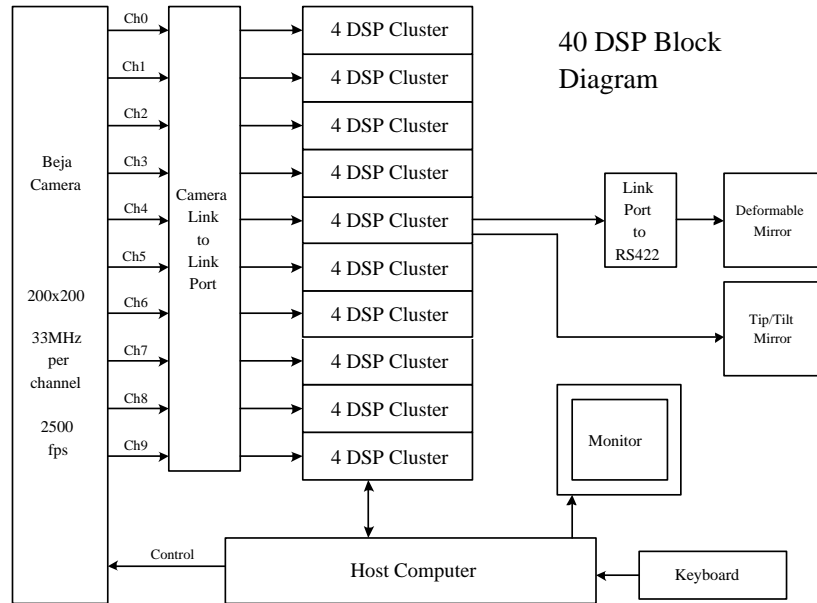 40 DSP Block
Diagram
Beja
Camera
200x200
33MHz
per
channel
2500
fps
Ch0
Ch1
Ch2
Ch3
Ch4
Ch5
Ch6
Ch7
Ch8
Ch9
Camera
Link
to
Link
Port
4 DSP Cluster
4 DSP Cluster
4 DSP Cluster
4 DSP Cluster
4 DSP Cluster
4 DSP Cluster
4 DSP Cluster
4 DSP Cluster
4 DSP Cluster
4 DSP Cluster
Link
Port
to
RS422
Deformable
Mirror
Tip/Tilt
Mirror
Monitor
Control
Host Computer
Keyboard